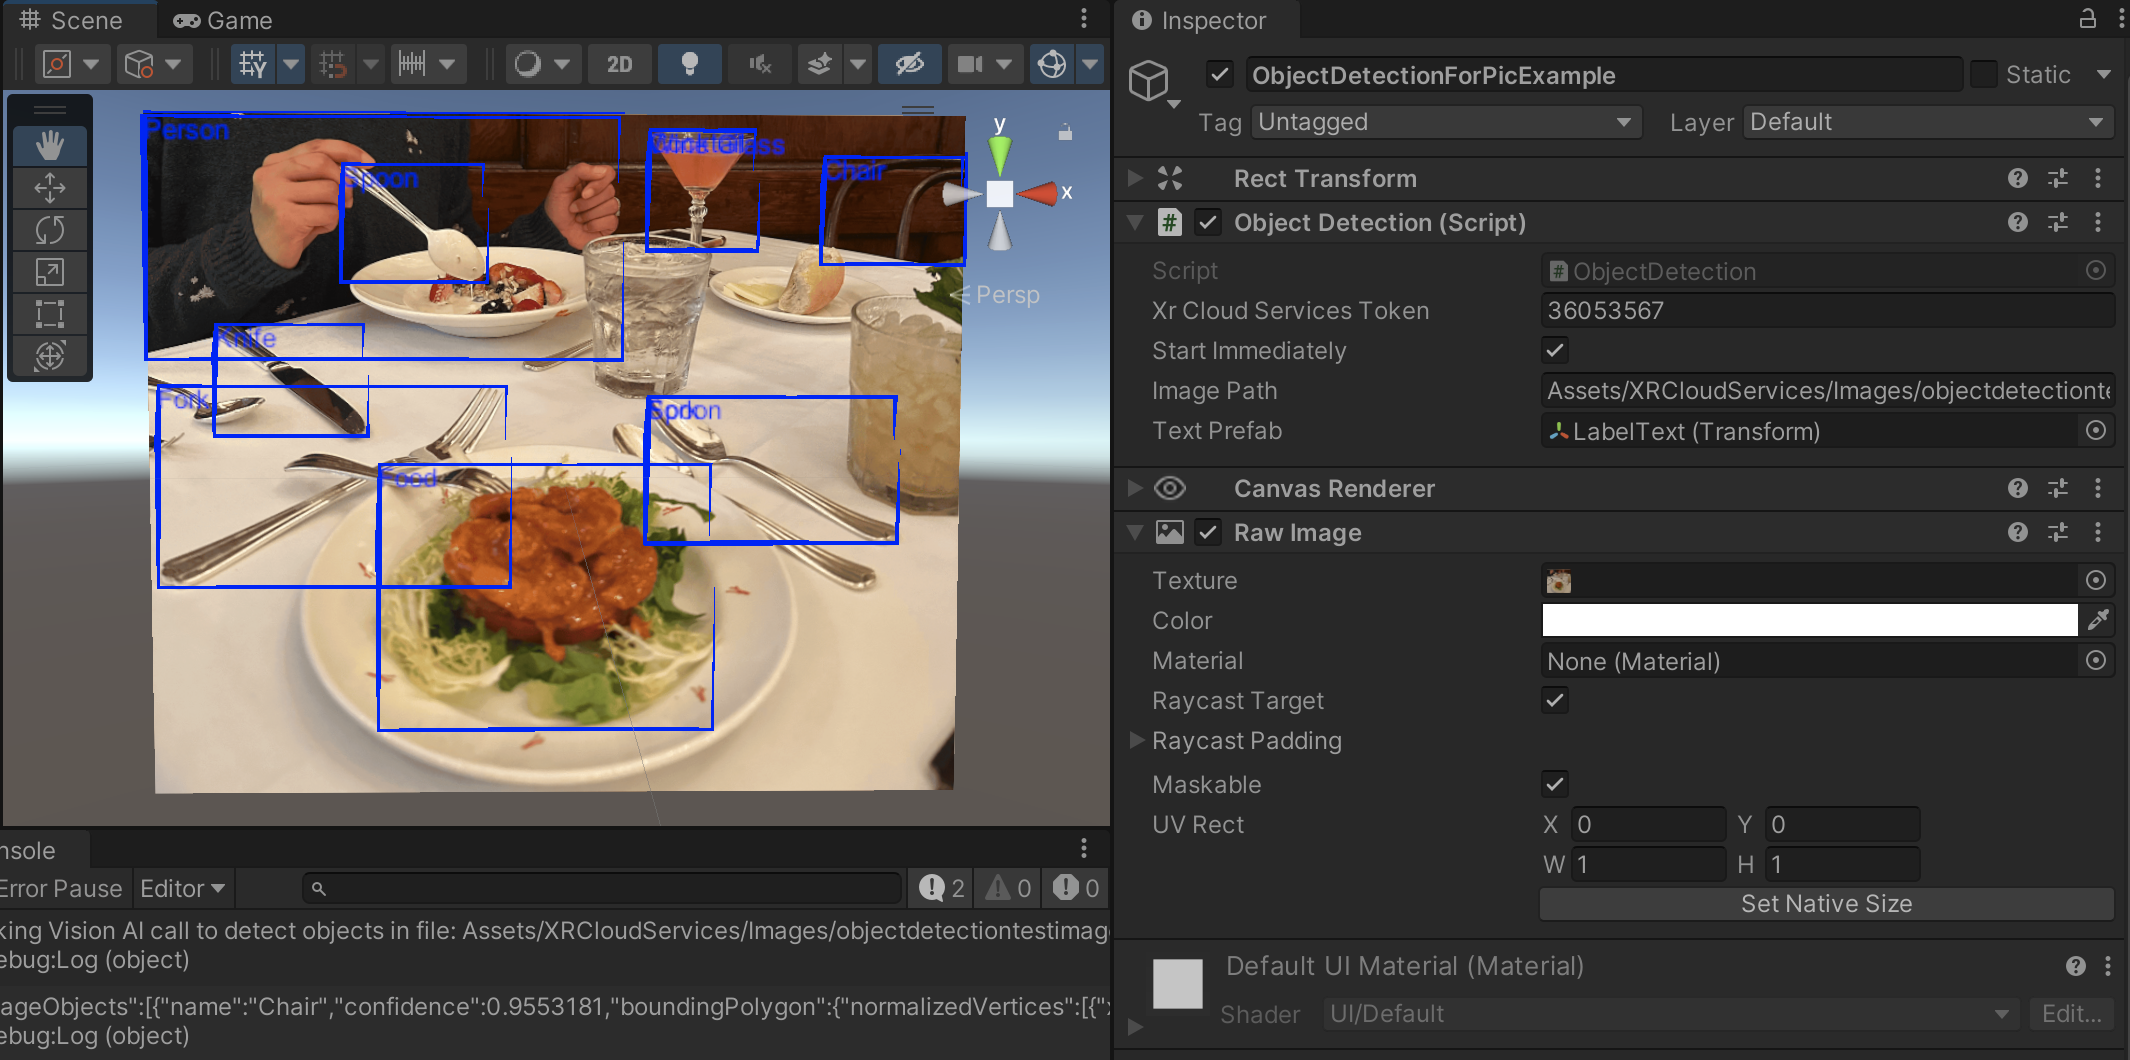 Scene
Game
2D
Person
Spoon
Glass
Chair
Knife
Fork
Spoon
Food
y
x
Persp
nsole
Error Pause
Editor
2
0
0
king Vision AI call to detect objects in file: Assets/XRCloudServices/Images/objectdetectiontestimag
ebug:Log (object)
ageObjects":[{"name":"Chair","confidence":0.9553181,"boundingPolygon":{"normalizedVertices":[{"x
ebug:Log (object)
Inspector
ObjectDetectionForPicExample
Static
Tag Untagged
Layer Default
Rect Transform
# Object Detection (Script)
Script # ObjectDetection
Xr Cloud Services Token 36053567
Start Immediately
Image Path Assets/XRCloudServices/Images/objectdetectionte
Text Prefab LabelText (Transform)
Canvas Renderer
Raw Image
Texture
Color
Material None (Material)
Raycast Target
Raycast Padding
Maskable
UV Rect X 0 Y 0
W 1 H 1
Set Native Size
Default UI Material (Material)
Shader UI/Default Edit...